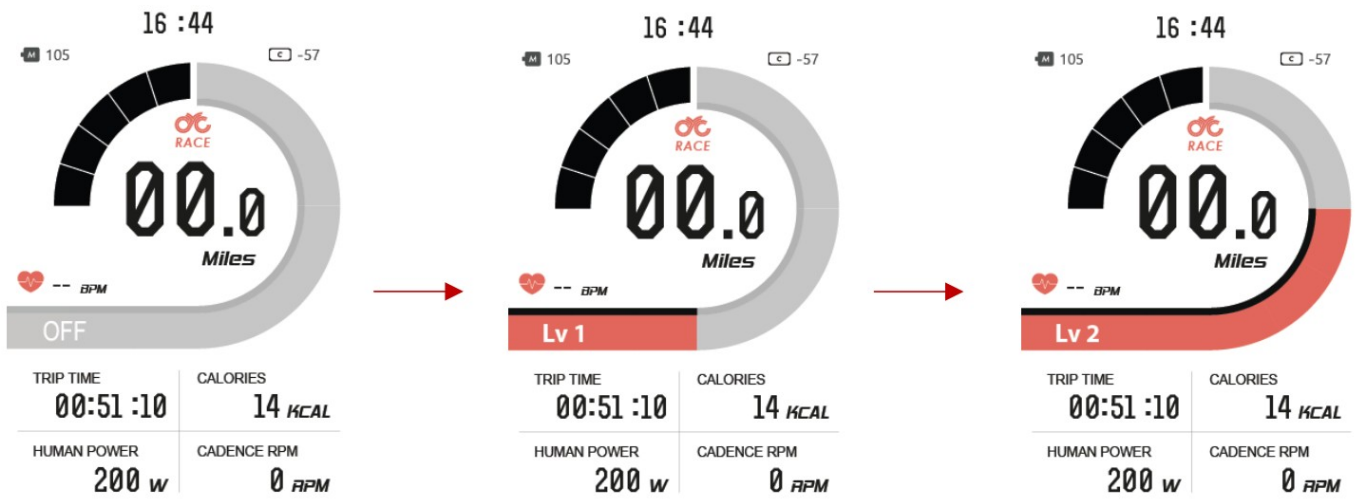 16 :44
M 105
C -57
RACE
00.0
Miles
-- BPM
OFF
TRIP TIME
CALORIES
00:51 :10
14 KCAL
HUMAN POWER
CADENCE RPM
200 W
0 RPM
16 :44
M 105
C -57
RACE
00.0
Miles
-- BPM
Lv 1
TRIP TIME
CALORIES
00:51 :10
14 KCAL
HUMAN POWER
CADENCE RPM
200 W
0 RPM
16 :44
M 105
C -57
RACE
00.0
Miles
-- BPM
Lv 2
TRIP TIME
CALORIES
00:51 :10
14 KCAL
HUMAN POWER
CADENCE RPM
200 W
0 RPM